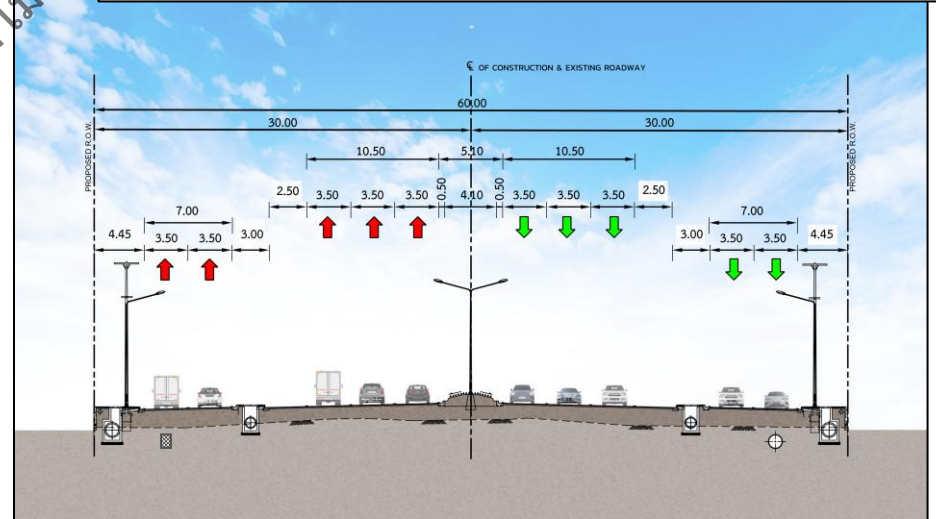 ℄ OF CONSTRUCTION & EXISTING ROADWAY
60.00
30.00 30.00
10.50 5.10 10.50
2.50 3.50 3.50 3.50 0.50 4.10 0.50 3.50 3.50 3.50 2.50
7.00 7.00
4.45 3.50 3.50 3.00 3.00 3.50 3.50 4.45
PROPOSED R.O.W.
PROPOSED R.O.W.